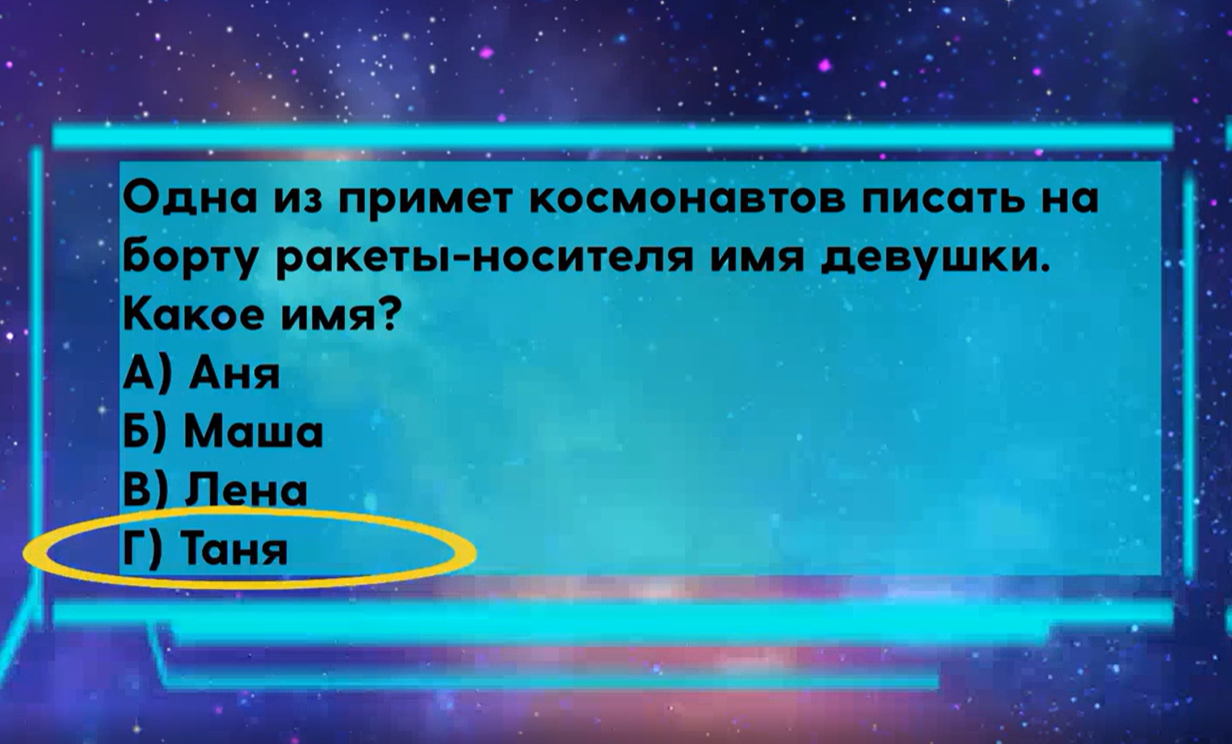 Одна из примет космонавтов писать на
борту ракеты-носителя имя девушки.
Какое имя?
А) Аня
Б) Маша
В) Лена
Г) Таня